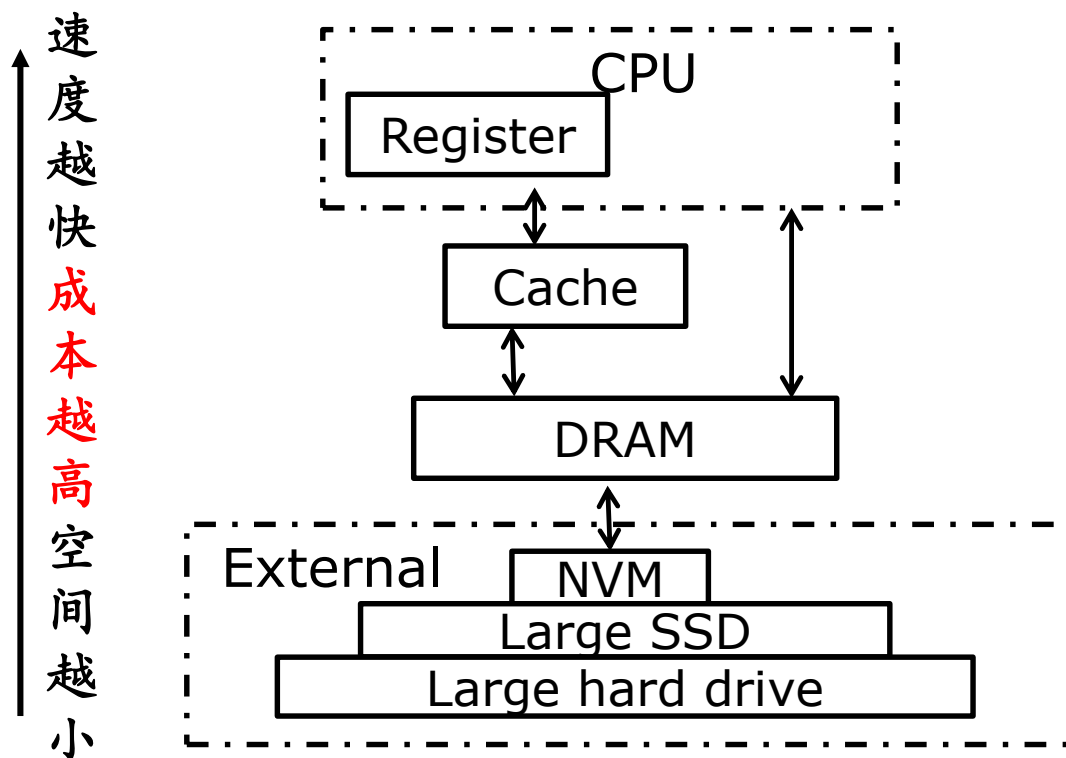 速度越快成本越高空间越小
CPU
Register
Cache
DRAM
External
NVM
Large SSD
Large hard drive